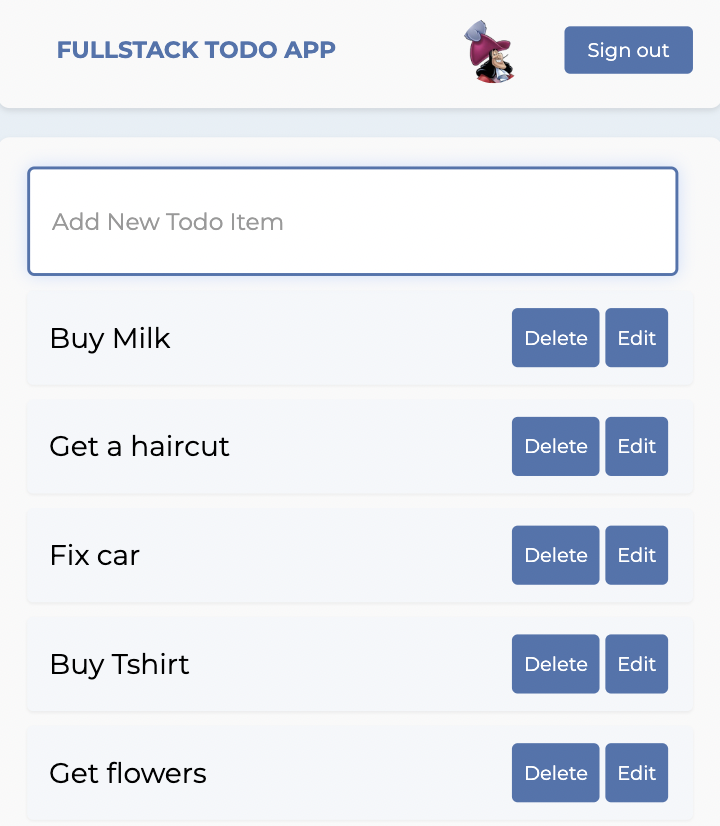 FULLSTACK TODO APP
Sign out
Add New Todo Item
Buy Milk Delete Edit
Get a haircut Delete Edit
Fix car Delete Edit
Buy Tshirt Delete Edit
Get flowers Delete Edit